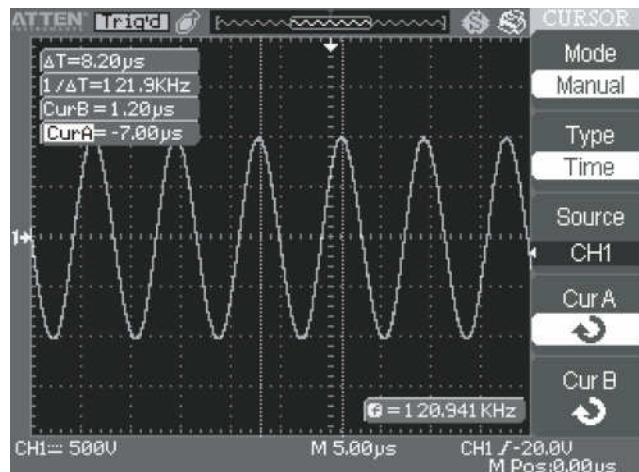 ATTEN Trig'd CURSOR
ΔT=8.20μs
1/ΔT=121.9KHz
CurB=1.20μs
CurA=-7.00μs
Mode
Manual
Type
Time
Source
CH1
Cur A
Cur B
1
f=120.941KHz
CH1 500V M 5.00μs CH1 -20.0V
M Pos:0.00μs